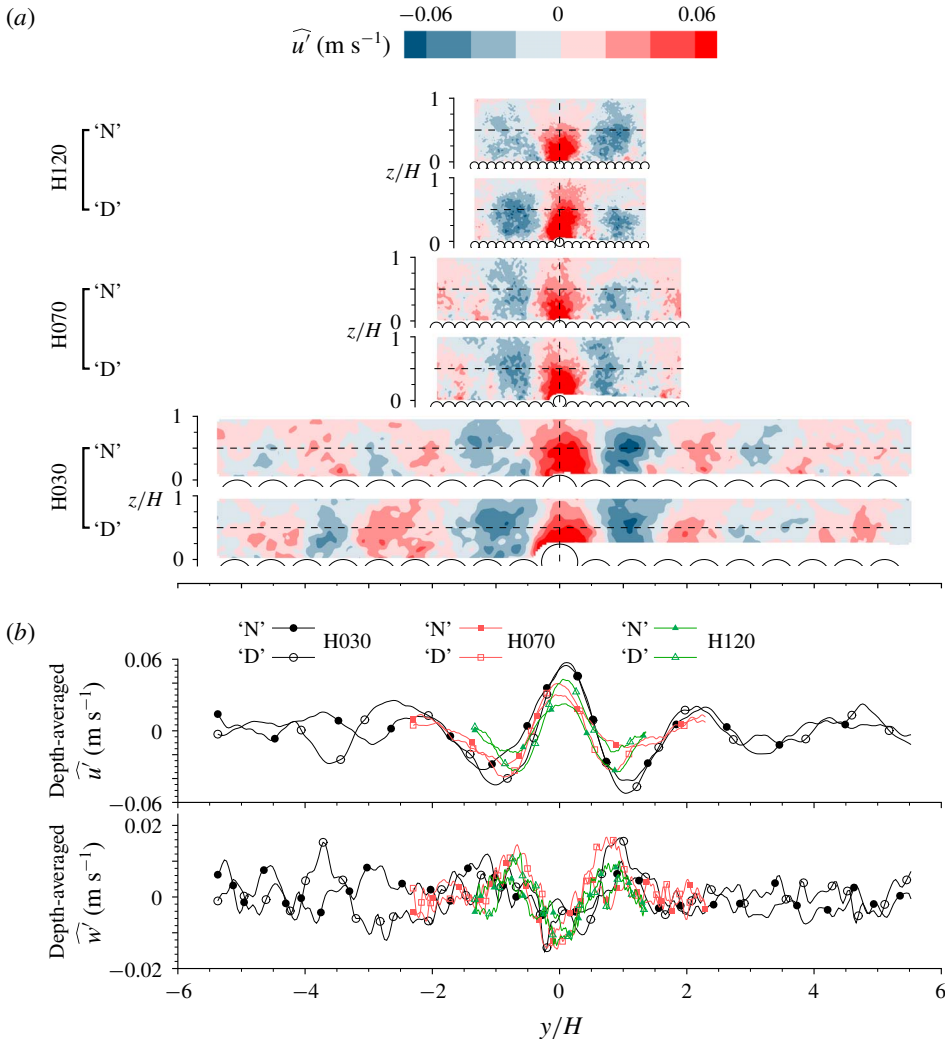 (a)
−0.06 0 0.06
û′ (m s⁻¹)
H120
‘N’
‘D’
1
0
z/H
1
0
H070
‘N’
‘D’
1
0
z/H
1
0
H030
‘N’
‘D’
1
0
z/H
1
0
(b)
‘N’ H030 ‘N’ H070 ‘N’ H120
‘D’ ‘D’ ‘D’
Depth-averaged
û′ (m s⁻¹)
0.06
0
−0.06
Depth-averaged
ŵ′ (m s⁻¹)
0.02
0
−0.02
−6 −4 −2 0 2 4 6
y/H